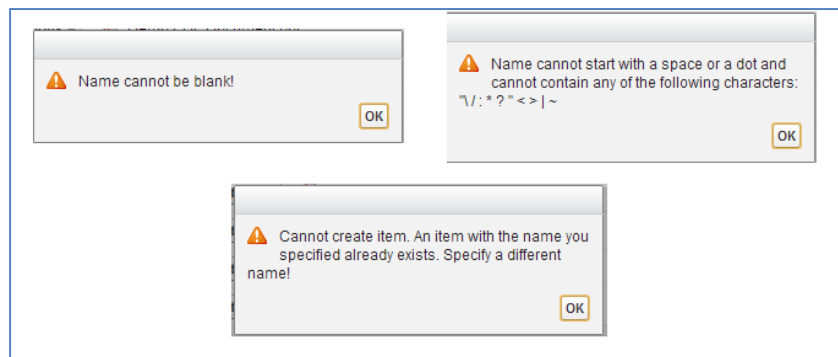 Name cannot be blank!
OK
Name cannot start with a space or a dot and
cannot contain any of the following characters:
"\ / : * ? " < > | ~
OK
Cannot create item. An item with the name you
specified already exists. Specify a different
name!
OK